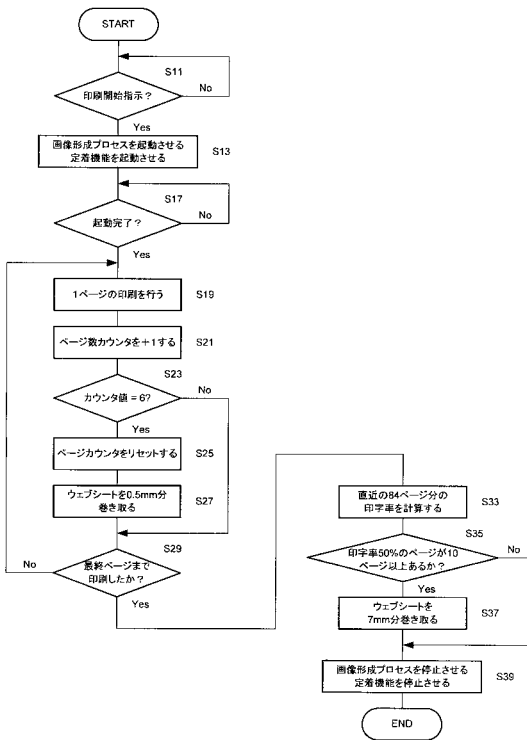 START
S11
印刷開始指示？
No
Yes
画像形成プロセスを起動させる
定着機能を起動させる
S13
S17
起動完了？
No
Yes
1ページの印刷を行う
S19
ページ数カウンタを＋1する
S21
S23
カウンタ値 = 6?
No
Yes
ページカウンタをリセットする
S25
ウェブシートを0.5mm分
巻き取る
S27
S29
最終ページまで
印刷したか？
No
Yes
直近の84ページ分の
印字率を計算する
S33
S35
印字率50%のページが10
ページ以上あるか？
No
Yes
ウェブシートを
7mm分巻き取る
S37
画像形成プロセスを停止させる
定着機能を停止させる
S39
END